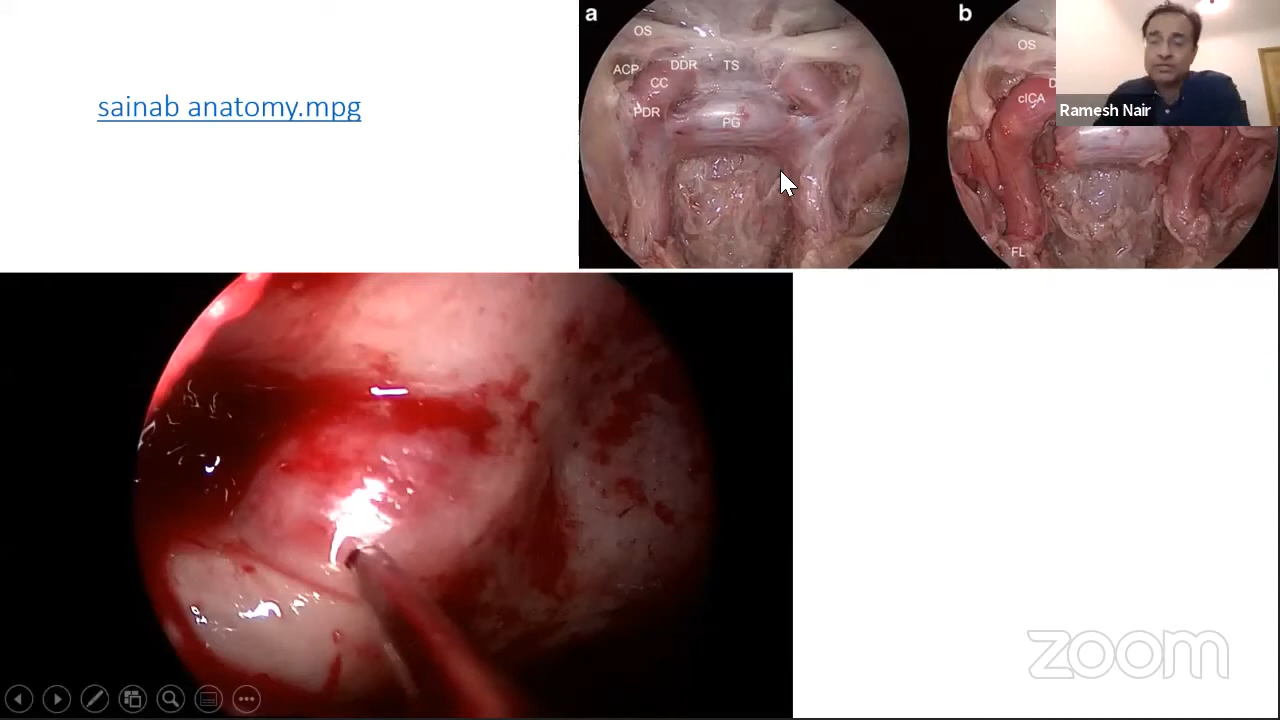 sainab anatomy.mpg
a
OS
ACP
DDR
TS
CC
PDR
PG
b
OS
D
cICA
FL
Ramesh Nair
zoom